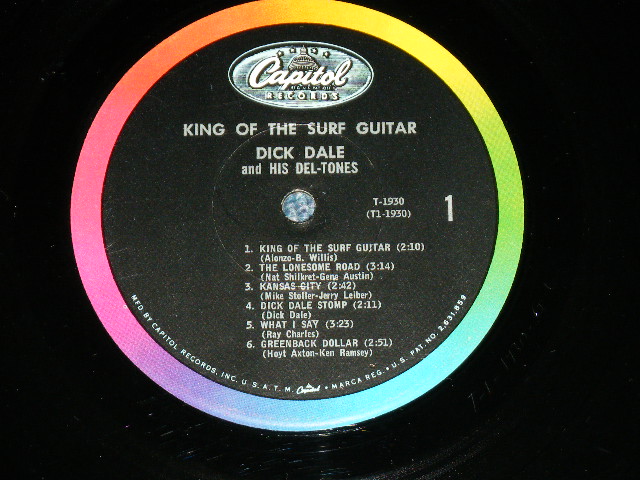 Capitol
RECORDS
KING OF THE SURF GUITAR
DICK DALE
and HIS DEL-TONES
T-1930
(T1-1930)
1
1. KING OF THE SURF GUITAR (2:10)
(Alonzo-B. Willis)
2. THE LONESOME ROAD (3:14)
(Nat Shilkret-Gene Austin)
3. KANSAS CITY (2:42)
(Mike Stoller-Jerry Leiber)
4. DICK DALE STOMP (2:11)
(Dick Dale)
5. WHAT I SAY (3:23)
(Ray Charles)
6. GREENBACK DOLLAR (2:51)
(Hoyt Axton-Ken Ramsey)
MFD BY CAPITOL RECORDS, INC. U.S.A. T.M. Capitol • MARCA REG. • U.S. PAT. NO. 2,631,859